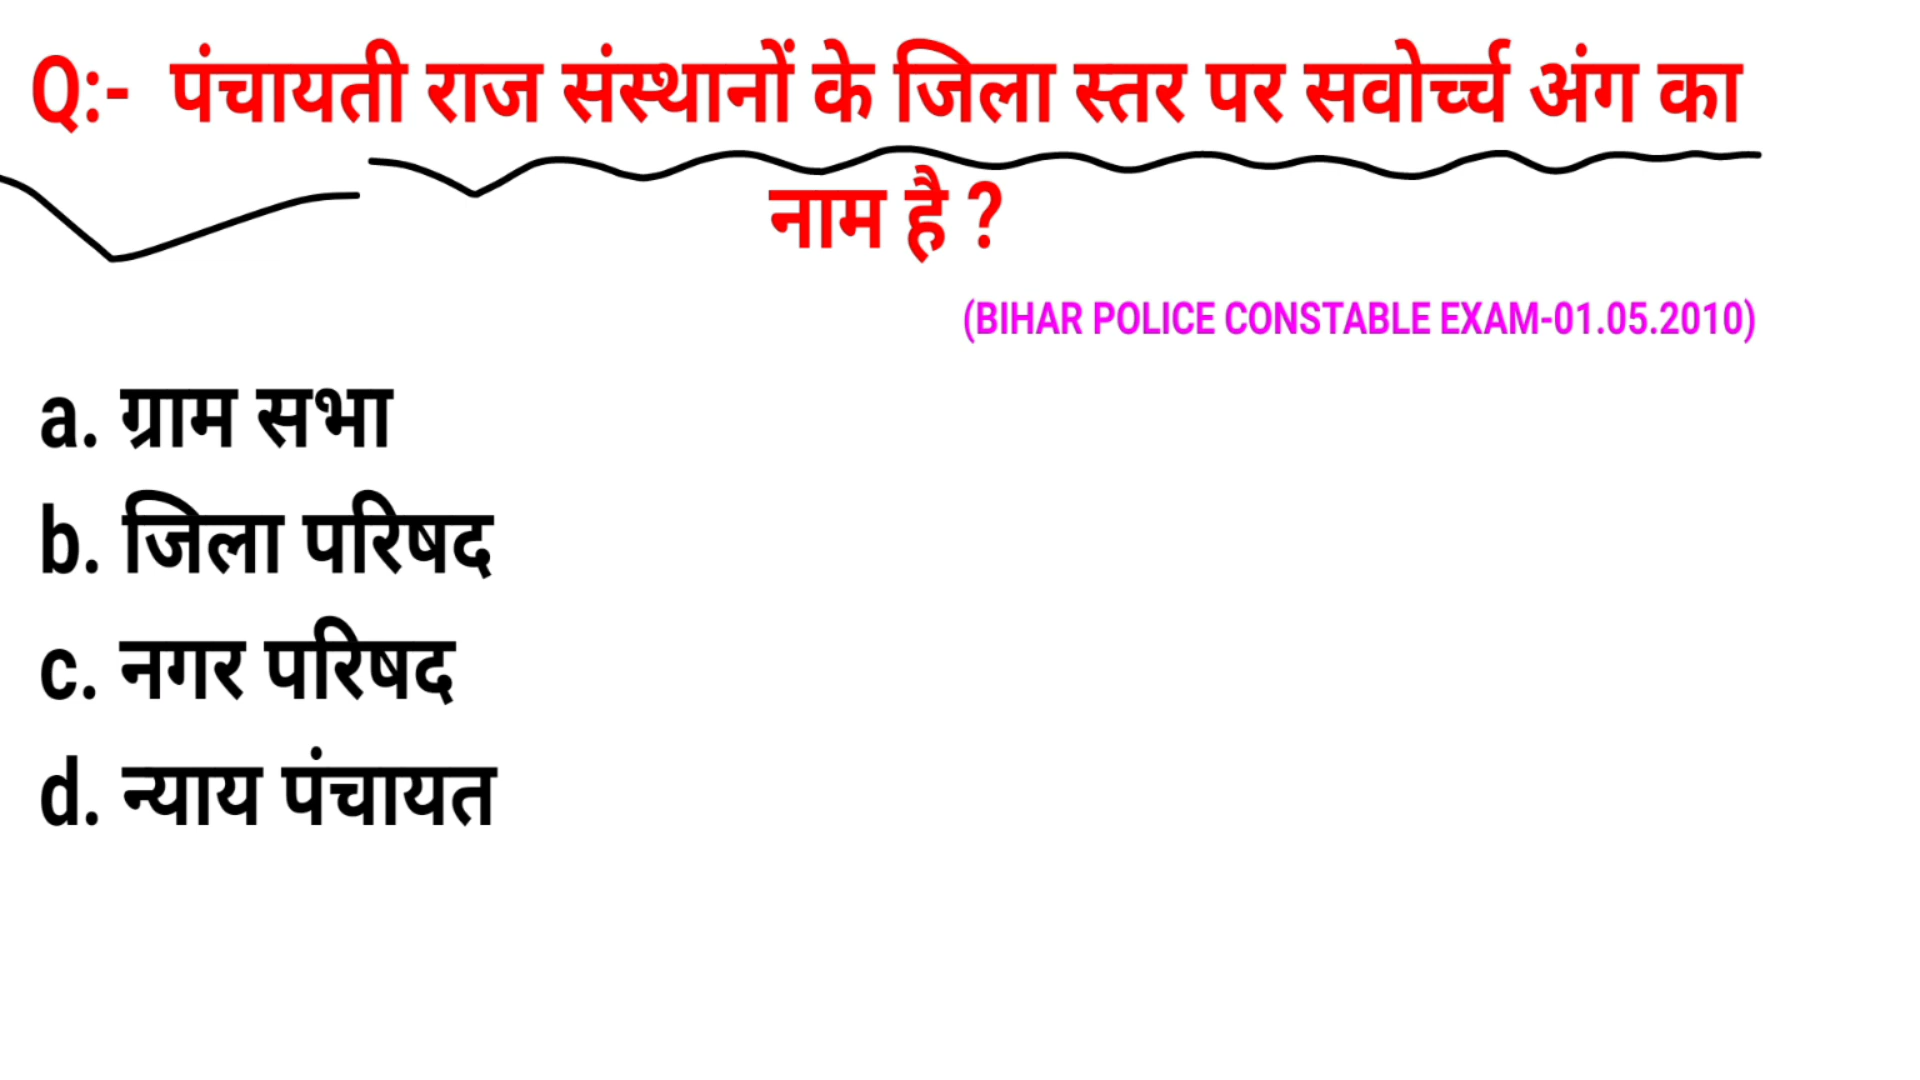 Q:- पंचायती राज संस्थानों के जिला स्तर पर सवोर्च्च अंग का
नाम है ?
(BIHAR POLICE CONSTABLE EXAM-01.05.2010)
a. ग्राम सभा
b. जिला परिषद
c. नगर परिषद
d. न्याय पंचायत